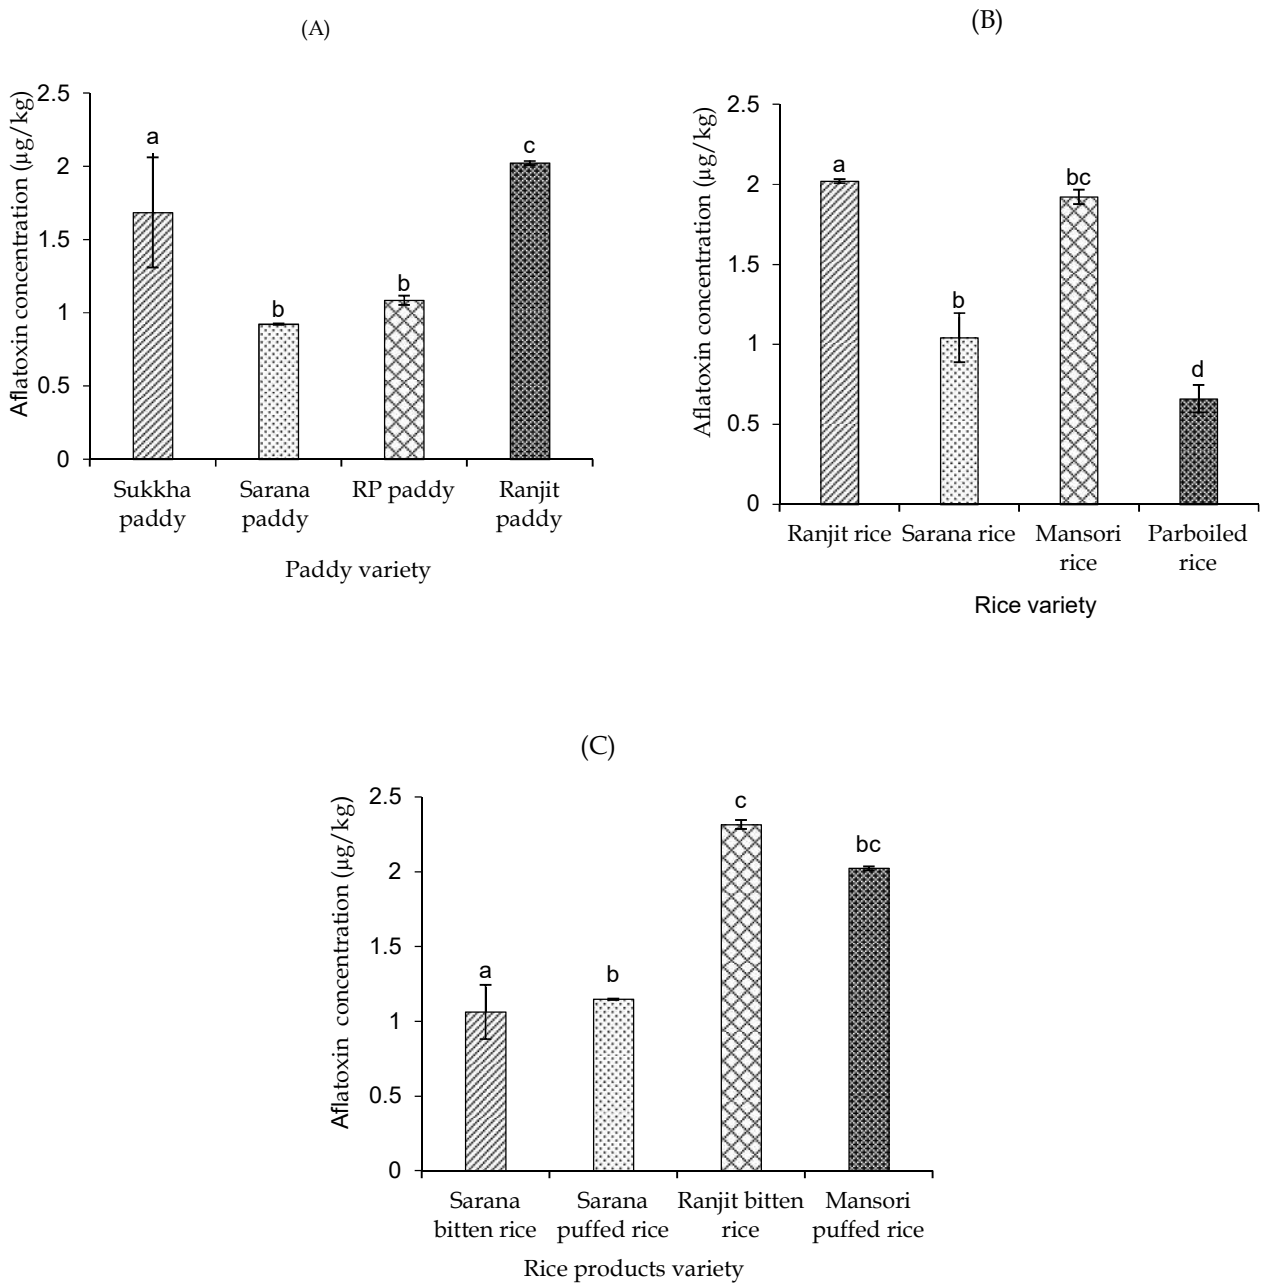 (A)
Aflatoxin concentration (µg/kg)
2.5
2
1.5
1
0.5
0
a
b
b
c
Sukkha paddy
Sarana paddy
RP paddy
Ranjit paddy
Paddy variety
(B)
Aflatoxin concentration (µg/kg)
2.5
2
1.5
1
0.5
0
a
b
bc
d
Ranjit rice
Sarana rice
Mansori rice
Parboiled rice
Rice variety
(C)
Aflatoxin concentration (µg/kg)
2.5
2
1.5
1
0.5
0
a
b
c
bc
Sarana bitten rice
Sarana puffed rice
Ranjit bitten rice
Mansori puffed rice
Rice products variety